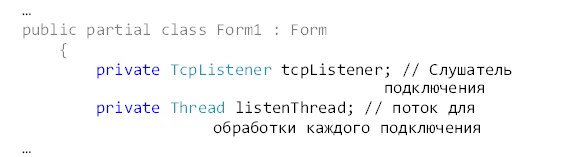 …
public partial class Form1 : Form
{
private TcpListener tcpListener; // Слушатель
подключения
private Thread listenThread; // поток для
обработки каждого подключения
…